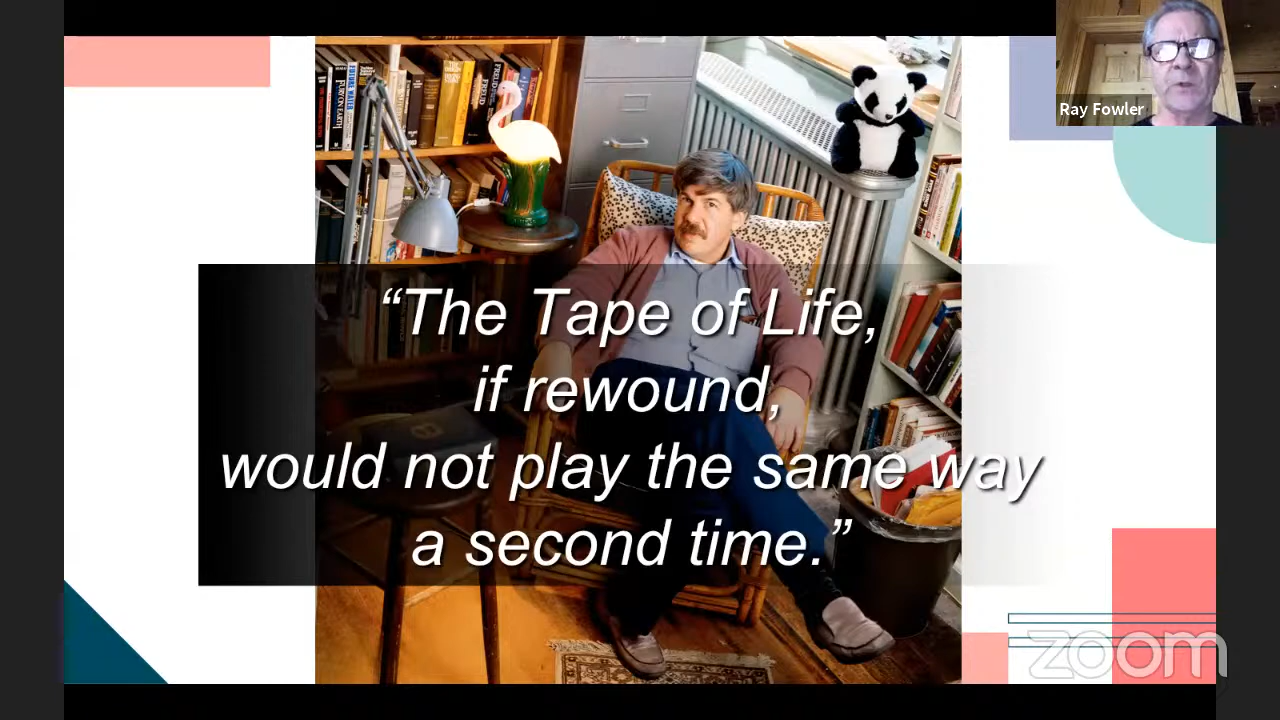 Ray Fowler
“The Tape of Life,
if rewound,
would not play the same way
a second time.”
zoom